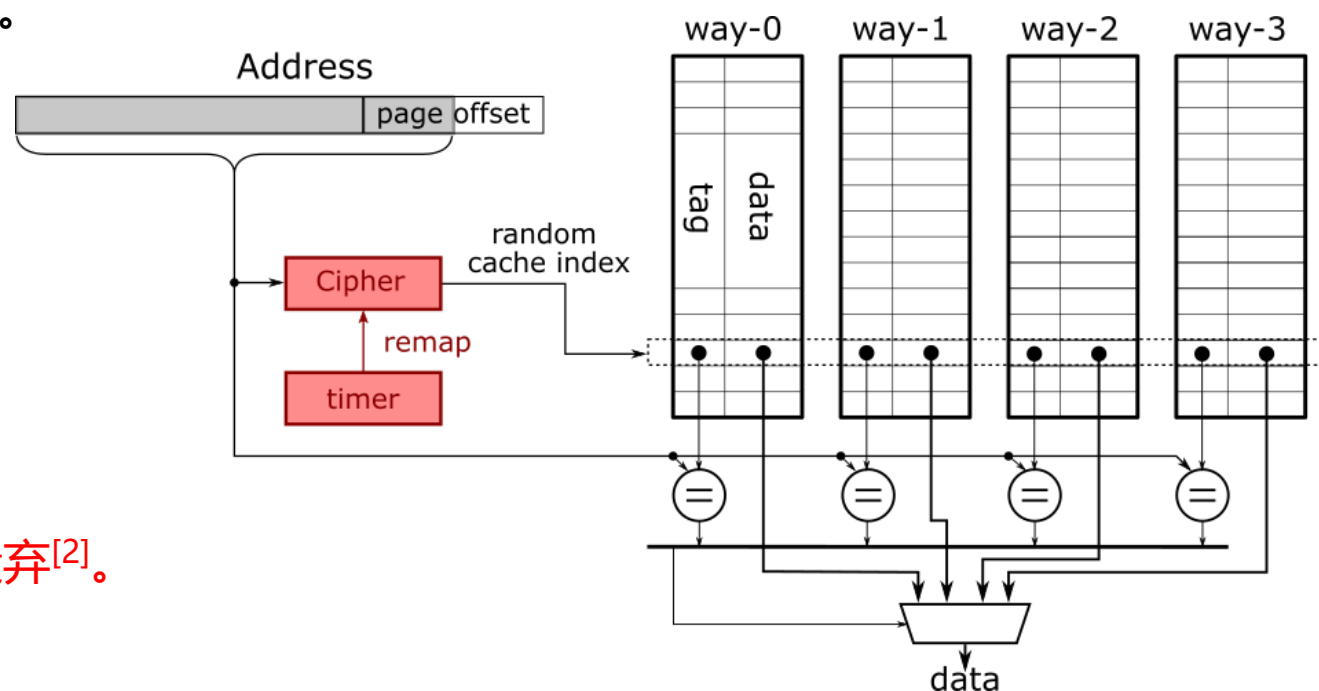 。
way-0 way-1 way-2 way-3
Address
page offset
tag
data
random
cache index
Cipher
remap
timer
=
=
=
=
弃[2]。
data